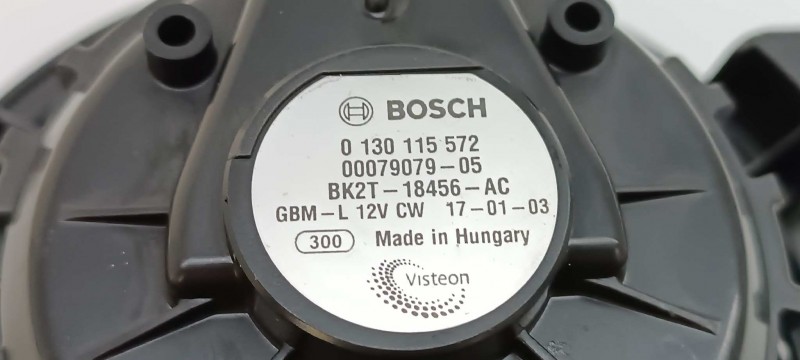 BOSCH
0 130 115 572
00079079-05
BK2T-18456-AC
GBM-L 12V CW 17-01-03
300 Made in Hungary
Visteon